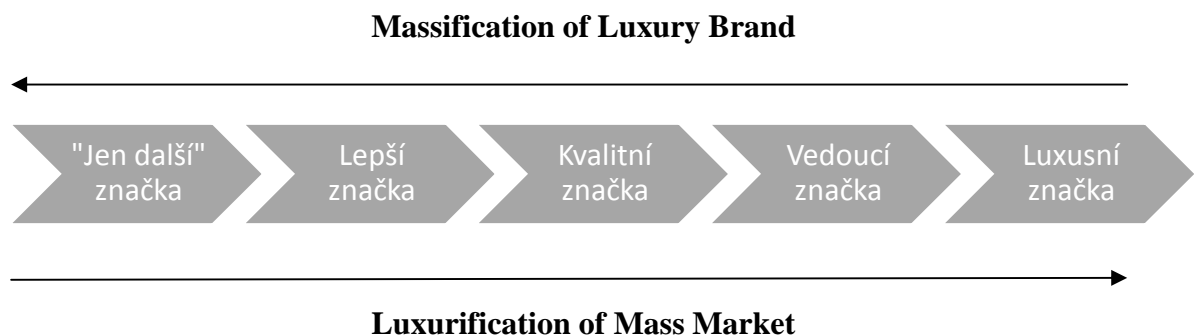 Massification of Luxury Brand
"Jen další"
značka
Lepší
značka
Kvalitní
značka
Vedoucí
značka
Luxusní
značka
Luxurification of Mass Market